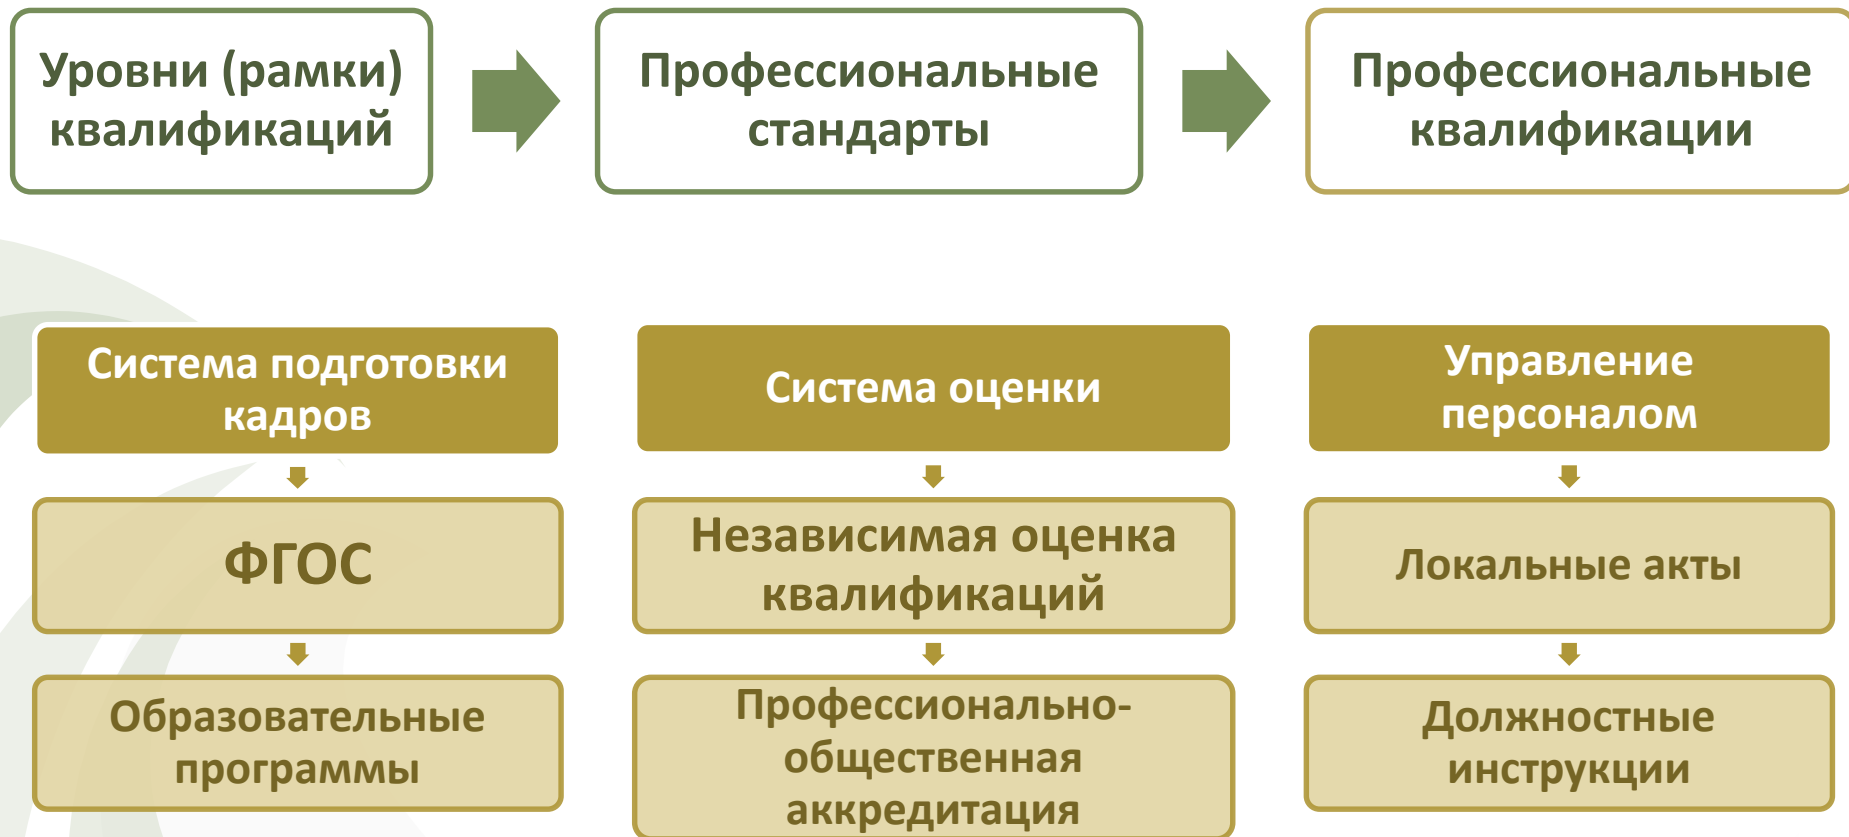 Уровни (рамки)
квалификаций
Профессиональные
стандарты
Профессиональные
квалификации
Система подготовки
кадров
ФГОС
Образовательные
программы
Система оценки
Независимая оценка
квалификаций
Профессионально-
общественная
аккредитация
Управление
персоналом
Локальные акты
Должностные
инструкции